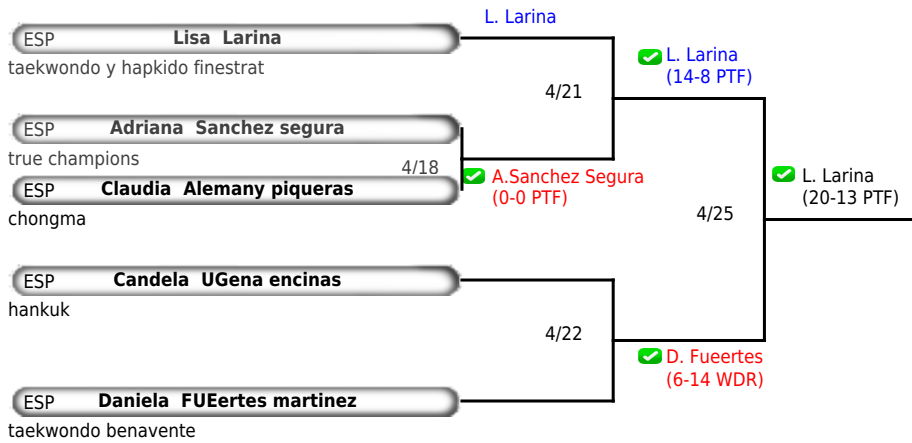 L. Larina
ESP Lisa Larina
taekwondo y hapkido finestrat
L. Larina
(14-8 PTF)
4/21
ESP Adriana Sanchez segura
true champions
4/18
A.Sanchez Segura
(0-0 PTF)
ESP Claudia Alemany piqueras
chongma
L. Larina
(20-13 PTF)
4/25
ESP Candela UGena encinas
hankuk
4/22
D. Fueertes
(6-14 WDR)
ESP Daniela FUEertes martinez
taekwondo benavente